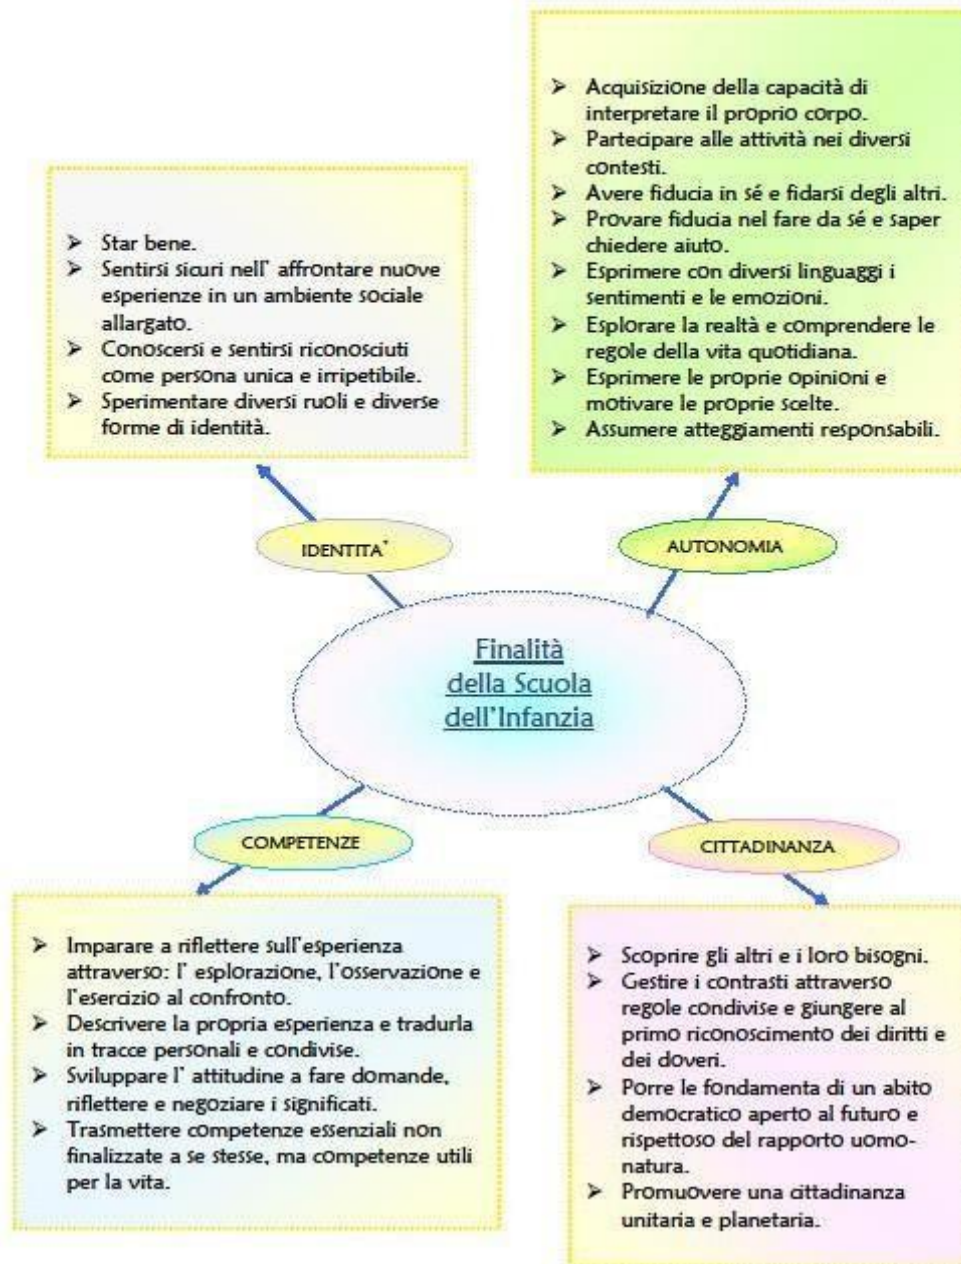 ➢ Star bene.
➢ Sentirsi sicuri nell' affrontare nuove
esperienze in un ambiente sociale
allargato.
➢ Conoscersi e sentirsi riconosciuti
come persona unica e irripetibile.
➢ Sperimentare diversi ruoli e diverse
forme di identità.
➢ Acquisizione della capacità di
interpretare il proprio corpo.
➢ Partecipare alle attività nei diversi
contesti.
➢ Avere fiducia in sé e fidarsi degli altri.
➢ Provare fiducia nel fare da sé e saper
chiedere aiuto.
➢ Esprimere con diversi linguaggi i
sentimenti e le emozioni.
➢ Esplorare la realtà e comprendere le
regole della vita quotidiana.
➢ Esprimere le proprie opinioni e
motivare le proprie scelte.
➢ Assumere atteggiamenti responsabili.
IDENTITA'
AUTONOMIA
Finalità
della Scuola
dell'Infanzia
COMPETENZE
CITTADINANZA
➢ Imparare a riflettere sull'esperienza
attraverso: l' esplorazione, l'osservazione e
l'esercizio al confronto.
➢ Descrivere la propria esperienza e tradurla
in tracce personali e condivise.
➢ Sviluppare l' attitudine a fare domande,
riflettere e negoziare i significati.
➢ Trasmettere competenze essenziali non
finalizzate a se stesse, ma competenze utili
per la vita.
➢ Scoprire gli altri e i loro bisogni.
➢ Gestire i contrasti attraverso
regole condivise e giungere al
primo riconoscimento dei diritti e
dei doveri.
➢ Porre le fondamenta di un abito
democratico aperto al futuro e
rispettoso del rapporto uomo-
natura.
➢ Promuovere una cittadinanza
unitaria e planetaria.